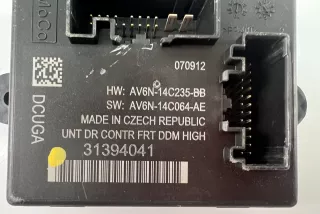 MoCo
DCUGA
070912
HW: AV6N-14C235-BB
SW: AV6N-14C064-AE
MADE IN CZECH REPUBLIC
UNT DR CONTR FRT DDM HIGH
31394041